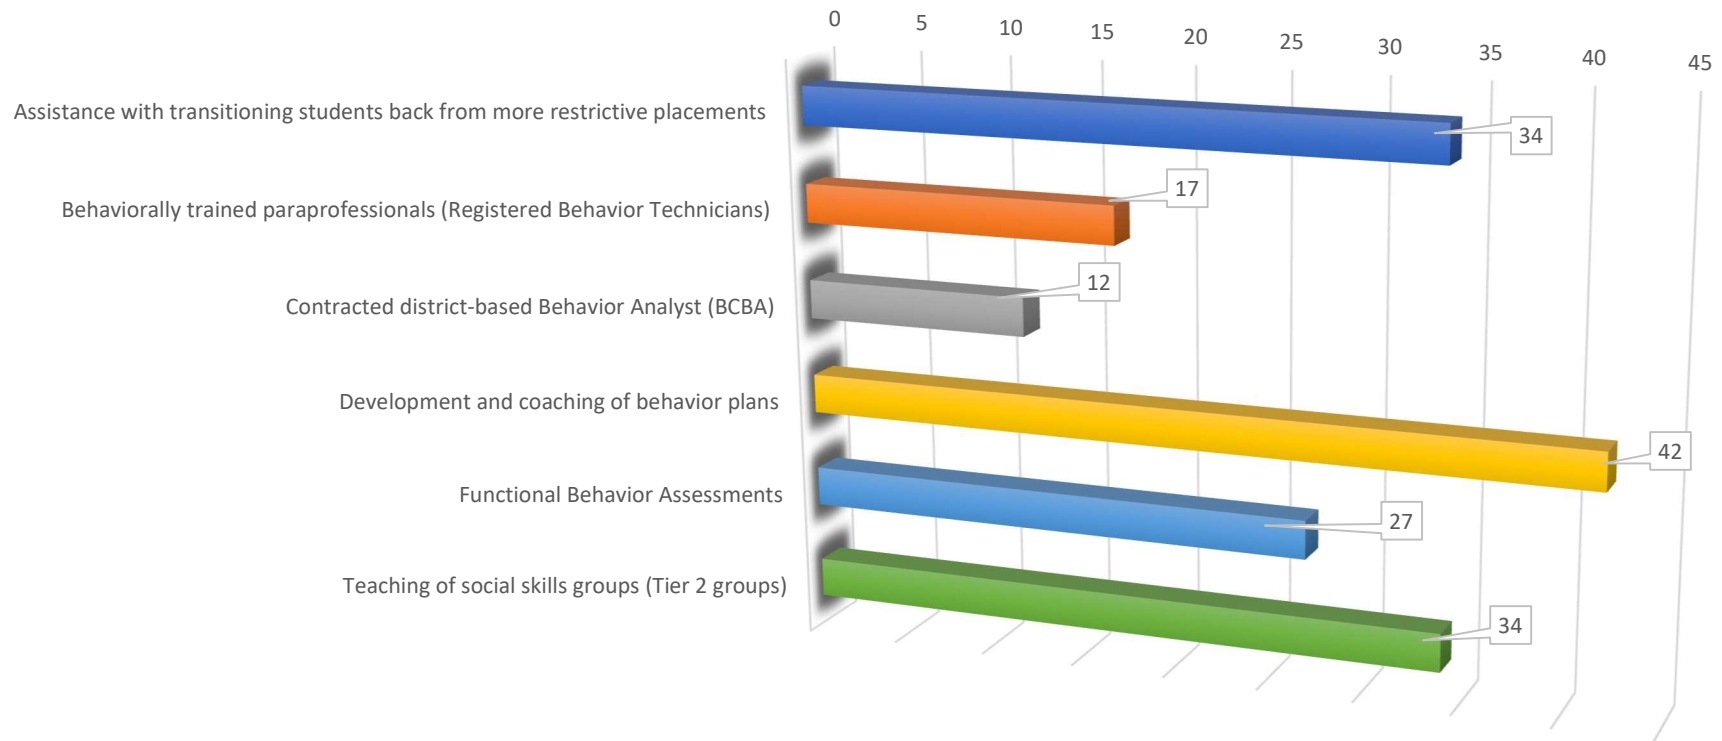 0 5 10 15 20 25 30 35 40 45
Assistance with transitioning students back from more restrictive placements
34
Behaviorally trained paraprofessionals (Registered Behavior Technicians)
17
Contracted district-based Behavior Analyst (BCBA)
12
Development and coaching of behavior plans
42
Functional Behavior Assessments
27
Teaching of social skills groups (Tier 2 groups)
34